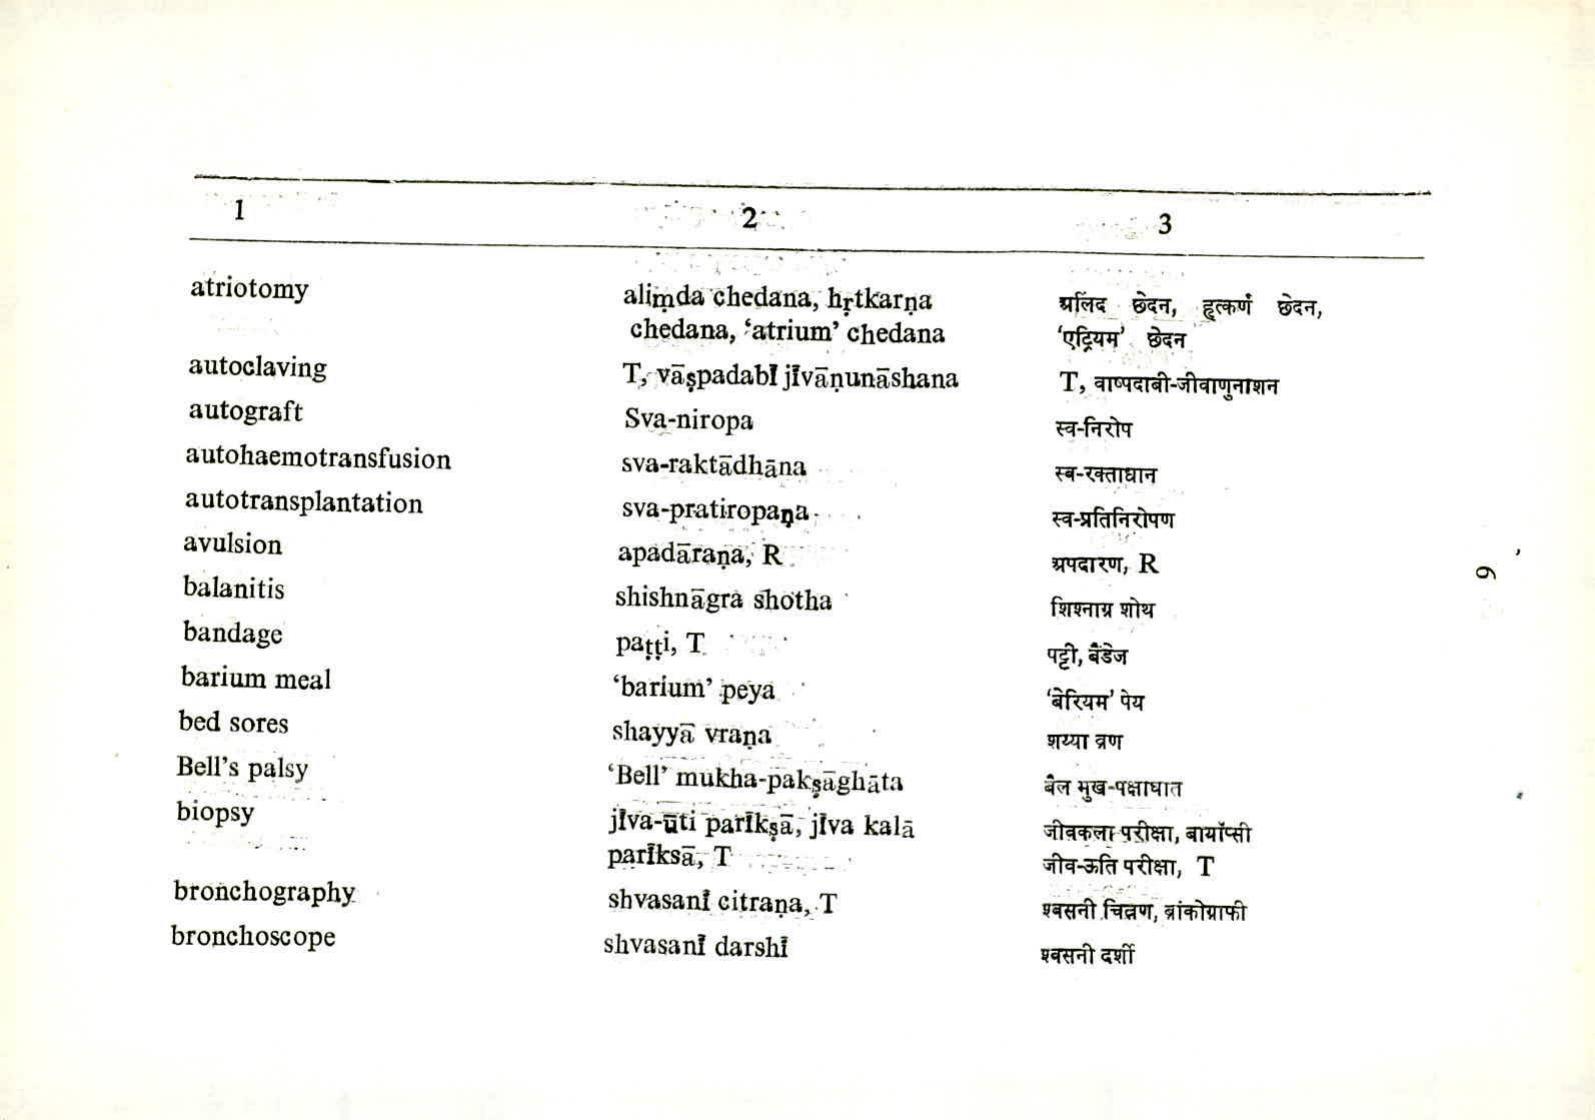 1 2 3
atriotomy aliṃda chedana, hṛtkarṇa अलिंद छेदन, हृत्कर्ण छेदन,
chedana, ‘atrium’ chedana ‘एट्रियम’ छेदन
autoclaving T, vāṣpadabī jīvāṇunāshana T, वाष्पदाबी-जीवाणुनाशन
autograft Sva-niropa स्व-निरोप
autohaemotransfusion sva-raktādhāna स्ब-रक्ताधान
autotransplantation sva-pratiropaṇa स्व-प्रतिनिरोपण
avulsion apadāraṇa, R अपदारण, R
balanitis shishnāgra shotha शिश्नाग्र शोथ
bandage paṭṭi, T पट्टी, बैंडेज
barium meal ‘barium’ peya ‘बेरियम’ पेय
bed sores shayyā vraṇa शय्या व्रण
Bell’s palsy ‘Bell’ mukha-pakṣāghāta बैल मुख-पक्षाघात
biopsy jīva-ūti parīkṣā, jīva kalā जीवकला परीक्षा, बायॉप्सी
parīksā, T जीव-ऊति परीक्षा, T
bronchography shvasanī citraṇa, T श्वसनी चित्रण, ब्रांकोग्राफी
bronchoscope shvasanī darshī श्वसनी दर्शी
9